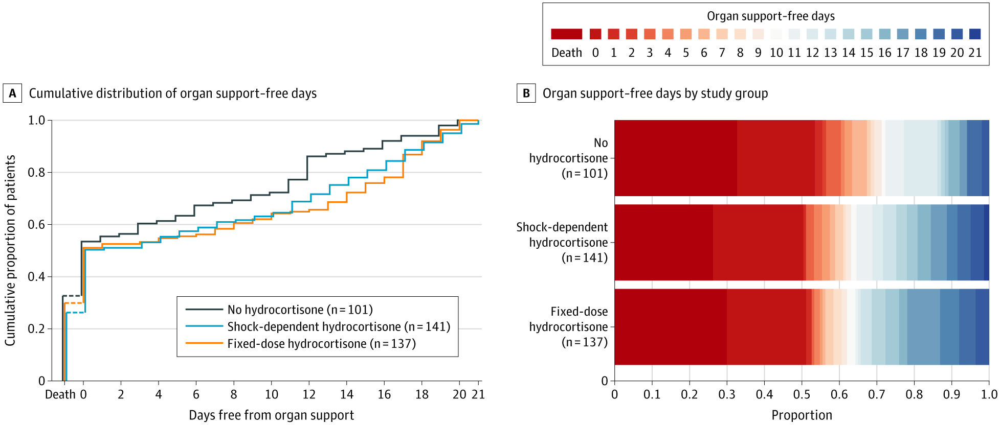 Organ support-free days
Death 0 1 2 3 4 5 6 7 8 9 10 11 12 13 14 15 16 17 18 19 20 21
A Cumulative distribution of organ support-free days
Cumulative proportion of patients
1.0
0.8
0.6
0.4
0.2
0
No hydrocortisone (n = 101)
Shock-dependent hydrocortisone (n = 141)
Fixed-dose hydrocortisone (n = 137)
Death 0 2 4 6 8 10 12 14 16 18 20 21
Days free from organ support
B Organ support-free days by study group
No
hydrocortisone
(n = 101)
Shock-dependent
hydrocortisone
(n = 141)
Fixed-dose
hydrocortisone
(n = 137)
0
0 0.1 0.2 0.3 0.4 0.5 0.6 0.7 0.8 0.9 1.0
Proportion